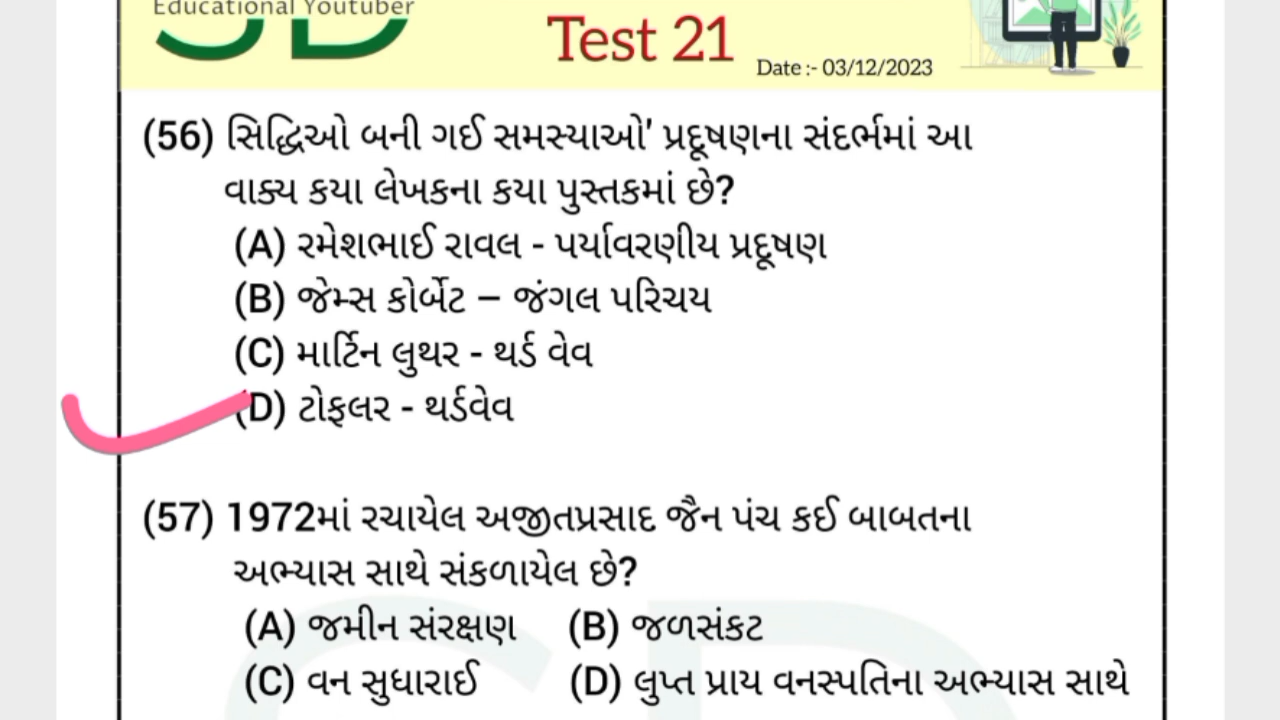 Educational Youtuber
Test 21
Date :- 03/12/2023
(56) સિદ્ધિઓ બની ગઈ સમસ્યાઓ' પ્રદૂષણના સંદર્ભમાં આ
વાક્ય કયા લેખકના કયા પુસ્તકમાં છે?
(A) રમેશભાઈ રાવલ - પર્યાવરણીય પ્રદૂષણ
(B) જેમ્સ કોર્બેટ – જંગલ પરિચય
(C) માર્ટિન લુથર - થર્ડ વેવ
(D) ટોફલર - થર્ડવેવ
(57) 1972માં રચાયેલ અજીતપ્રસાદ જૈન પંચ કઈ બાબતના
અભ્યાસ સાથે સંકળાયેલ છે?
(A) જમીન સંરક્ષણ (B) જળસંકટ
(C) વન સુધારાઈ (D) લુપ્ત પ્રાય વનસ્પતિના અભ્યાસ સાથે